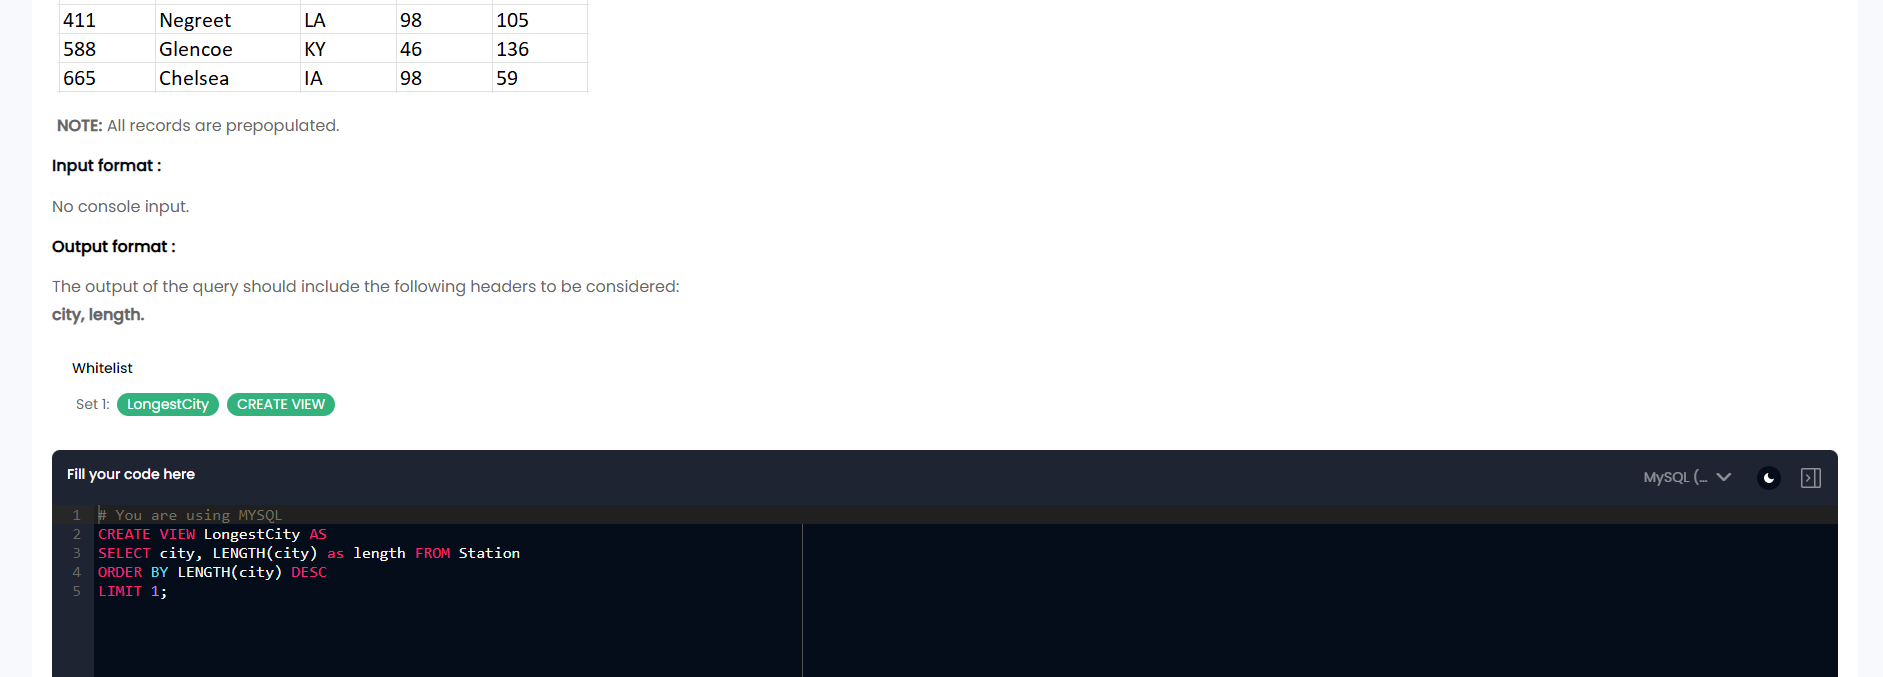 411 Negreet LA 98 105
588 Glencoe KY 46 136
665 Chelsea IA 98 59
NOTE: All records are prepopulated.
Input format :
No console input.
Output format :
The output of the query should include the following headers to be considered:
city, length.
Whitelist
Set 1: LongestCity CREATE VIEW
Fill your code here MySQL (...
1 # You are using MYSQL
2 CREATE VIEW LongestCity AS
3 SELECT city, LENGTH(city) as length FROM Station
4 ORDER BY LENGTH(city) DESC
5 LIMIT 1;